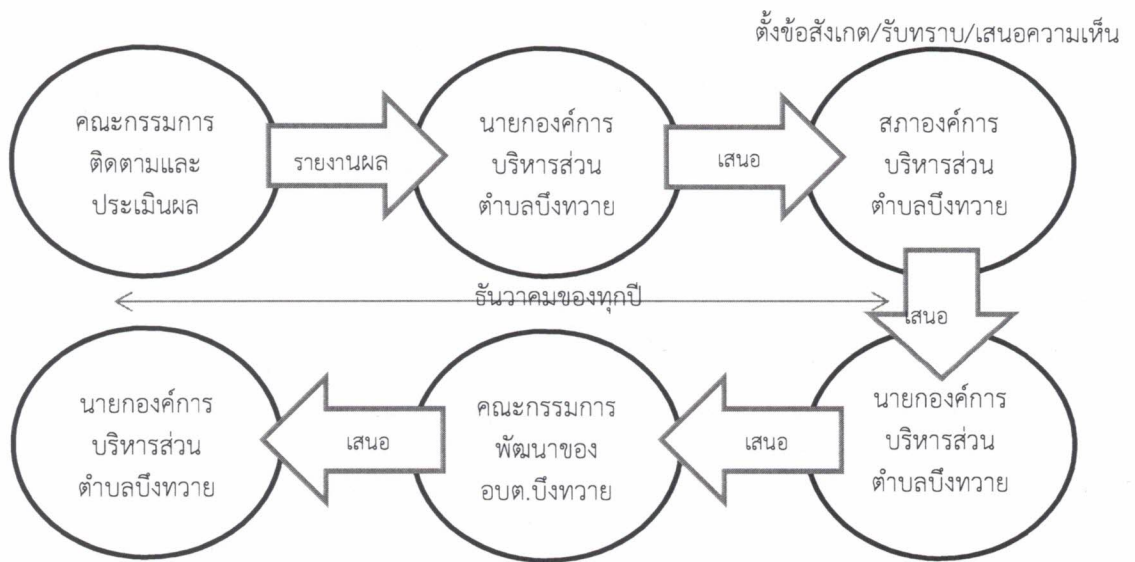 ตั้งข้อสังเกต/รับทราบ/เสนอความเห็น
คณะกรรมการ
ติดตามและ
ประเมินผล
รายงานผล
นายกองค์การ
บริหารส่วน
ตำบลบึงทวาย
เสนอ
สภาองค์การ
บริหารส่วน
ตำบลบึงทวาย
ธันวาคมของทุกปี
เสนอ
นายกองค์การ
บริหารส่วน
ตำบลบึงทวาย
เสนอ
คณะกรรมการ
พัฒนาของ
อบต.บึงทวาย
เสนอ
นายกองค์การ
บริหารส่วน
ตำบลบึงทวาย